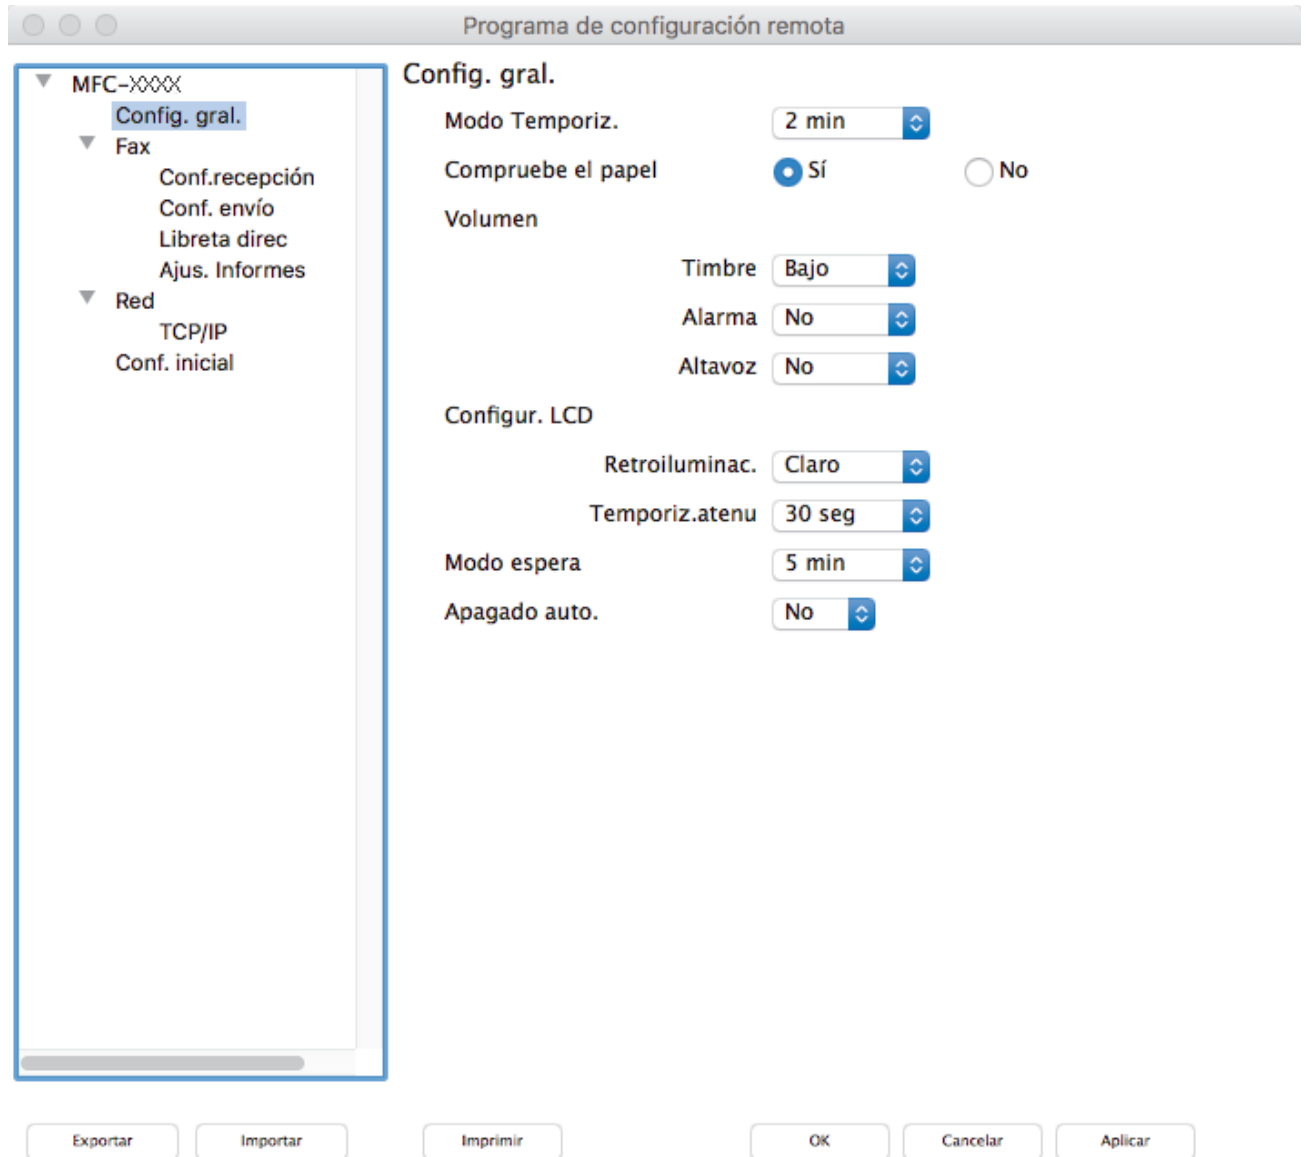 Programa de configuración remota
MFC-XXXX
Config. gral.
Fax
Conf.recepción
Conf. envío
Libreta direc
Ajus. Informes
Red
TCP/IP
Conf. inicial
Config. gral.
Modo Temporiz. 2 min
Compruebe el papel Sí No
Volumen
Timbre Bajo
Alarma No
Altavoz No
Configur. LCD
Retroiluminac. Claro
Temporiz.atenu 30 seg
Modo espera 5 min
Apagado auto. No
Exportar Importar Imprimir OK Cancelar Aplicar